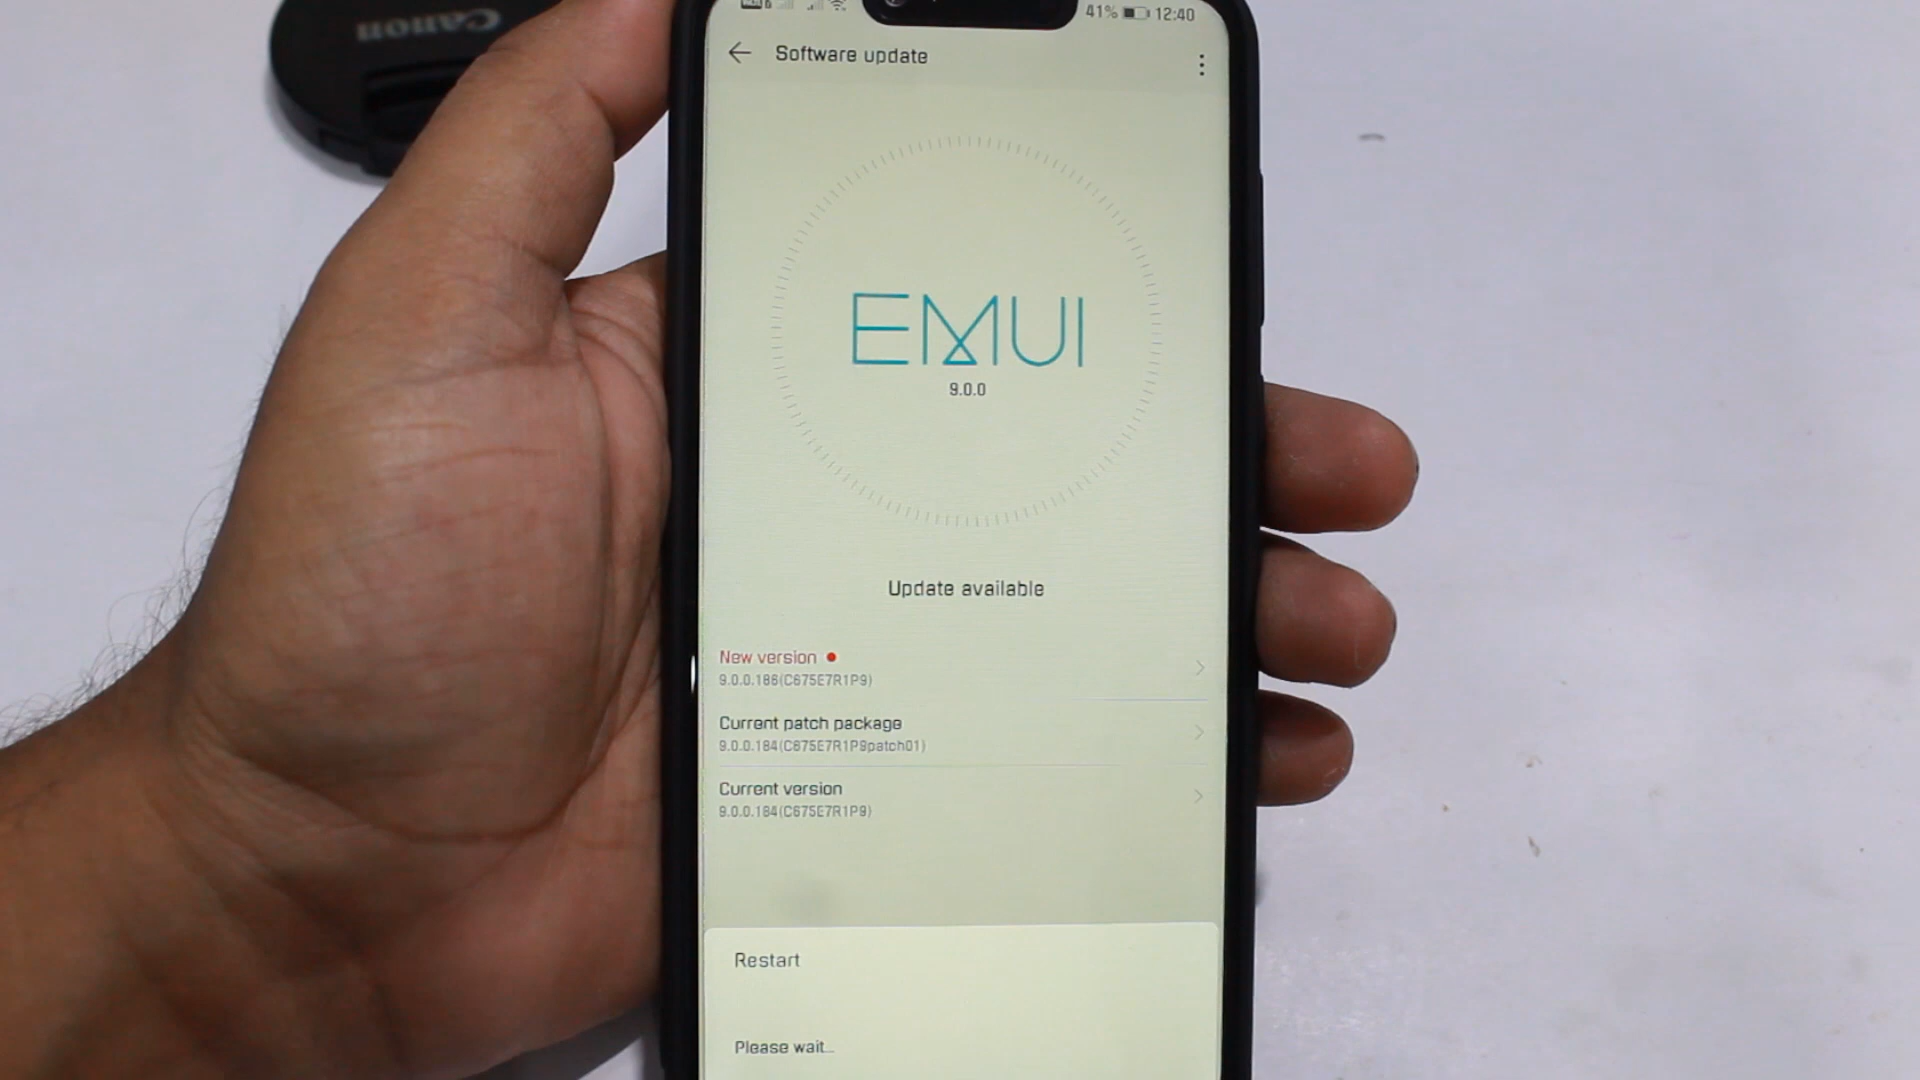 Canon
41% 12:40
Software update
EMUI
9.0.0
Update available
New version
9.0.0.186(C675E7R1P9)
Current patch package
9.0.0.184(C675E7R1P9patch01)
Current version
9.0.0.184(C675E7R1P9)
Restart
Please wait...